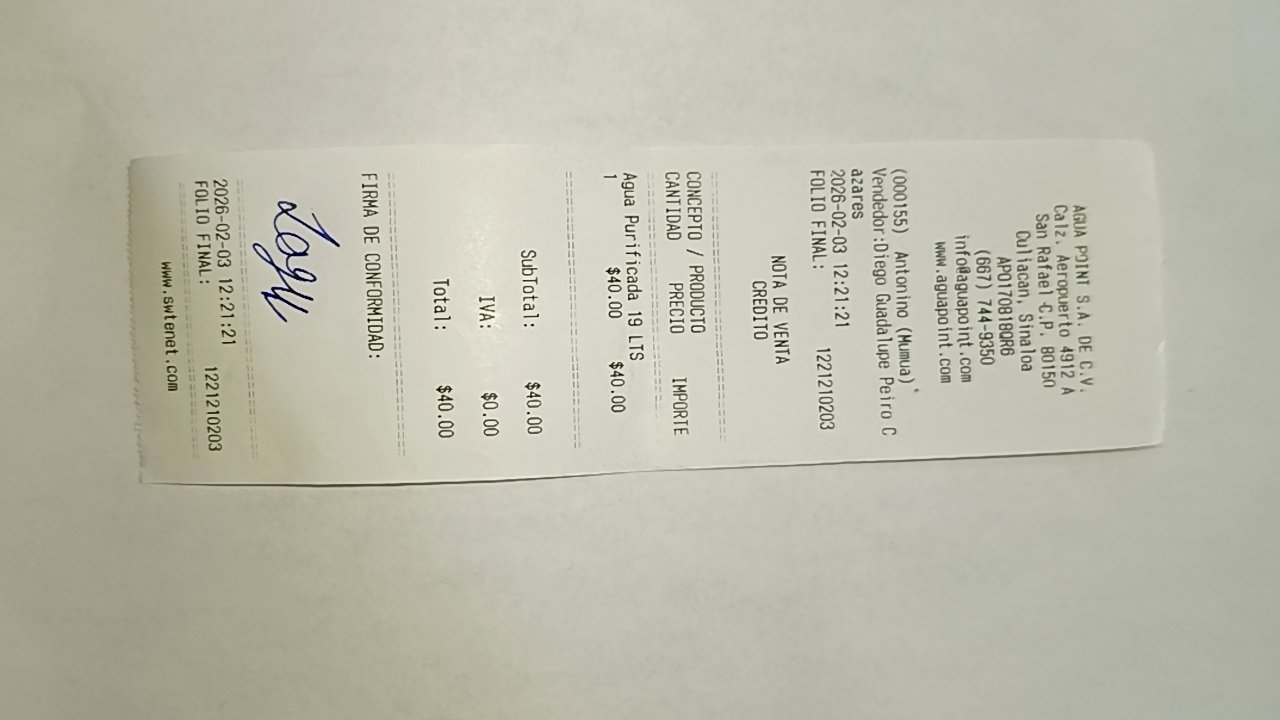 AGUA POINT S.A. DE C.V.
Calz. Aeropuerto 4912 A
San Rafael C.P. 80150
Culiacan, Sinaloa
APO170818QR6
(667) 744-9350
info@aguapoint.com
www.aguapoint.com
(000155) Antonino (Mumua)
Vendedor:Diego Guadalupe Peiro C
azares
2026-02-03 12:21:21
FOLIO FINAL: 1221210203
NOTA DE VENTA
CREDITO
CONCEPTO / PRODUCTO
CANTIDAD PRECIO IMPORTE
Agua Purificada 19 LTS
1 $40.00 $40.00
SubTotal: $40.00
IVA: $0.00
Total: $40.00
FIRMA DE CONFORMIDAD:
2026-02-03 12:21:21
FOLIO FINAL: 1221210203
www.swtenet.com